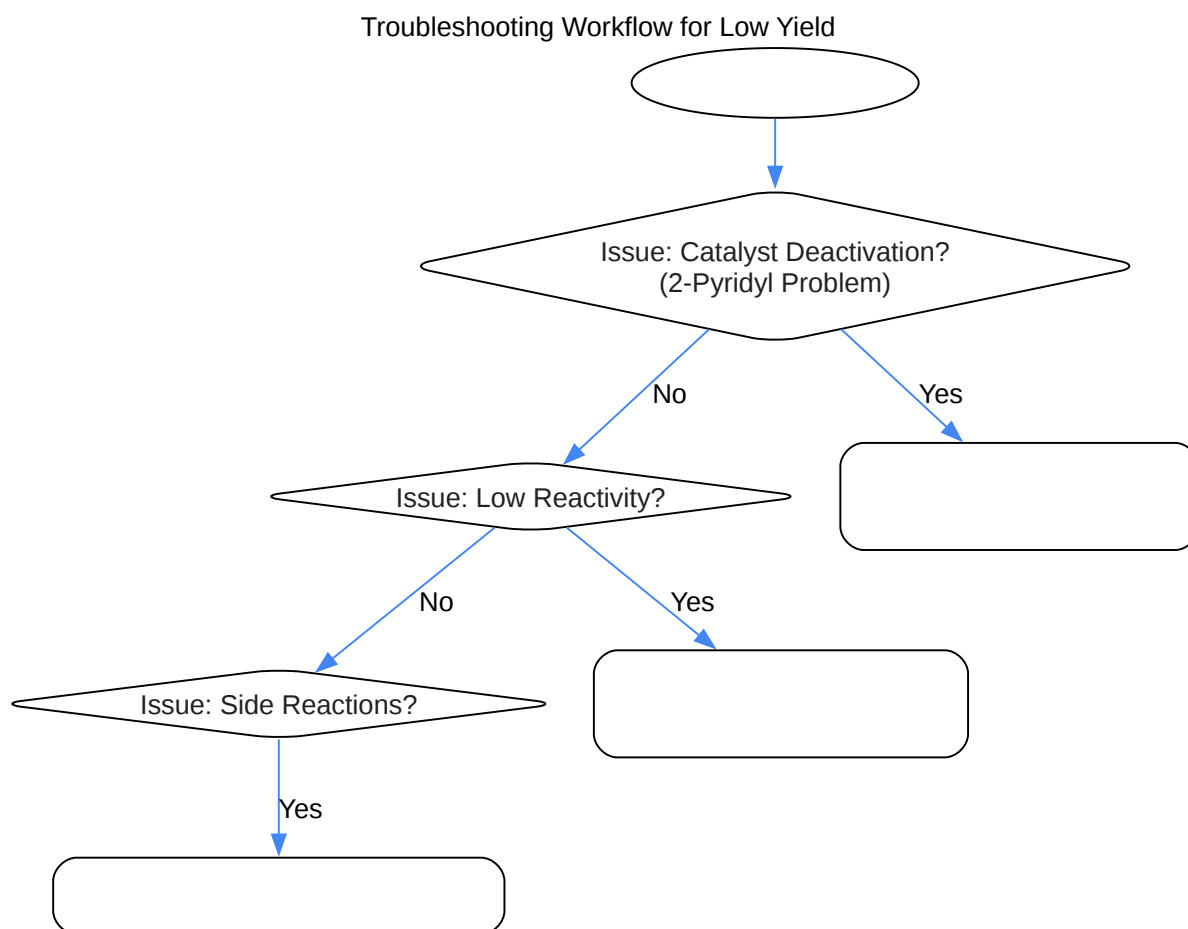 Troubleshooting Workflow for Low Yield
Issue: Catalyst Deactivation?
(2-Pyridyl Problem)
No
Yes
Issue: Low Reactivity?
No
Yes
Issue: Side Reactions?
Yes